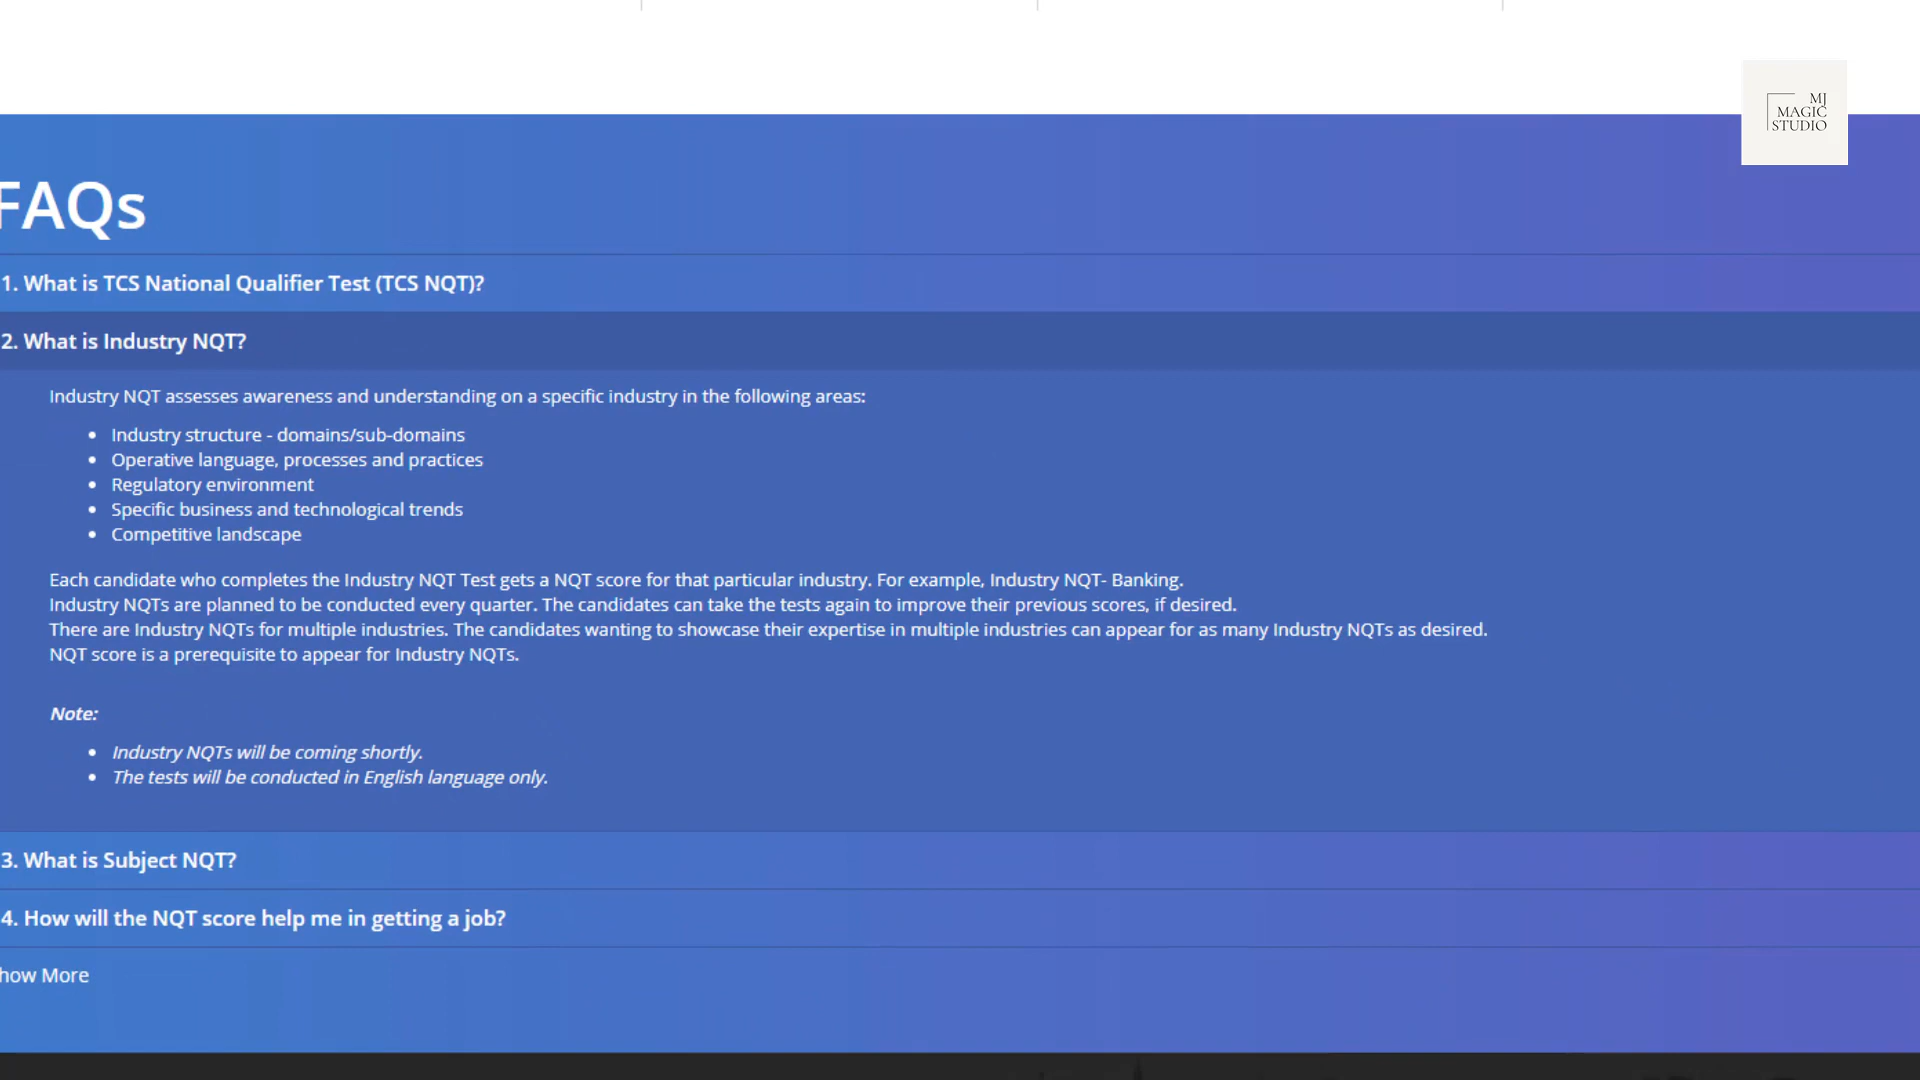 MJ
MAGIC
STUDIO
FAQs
1. What is TCS National Qualifier Test (TCS NQT)?
2. What is Industry NQT?
Industry NQT assesses awareness and understanding on a specific industry in the following areas:
• Industry structure - domains/sub-domains
• Operative language, processes and practices
• Regulatory environment
• Specific business and technological trends
• Competitive landscape
Each candidate who completes the Industry NQT Test gets a NQT score for that particular industry. For example, Industry NQT- Banking.
Industry NQTs are planned to be conducted every quarter. The candidates can take the tests again to improve their previous scores, if desired.
There are Industry NQTs for multiple industries. The candidates wanting to showcase their expertise in multiple industries can appear for as many Industry NQTs as desired.
NQT score is a prerequisite to appear for Industry NQTs.
Note:
• Industry NQTs will be coming shortly.
• The tests will be conducted in English language only.
3. What is Subject NQT?
4. How will the NQT score help me in getting a job?
how More